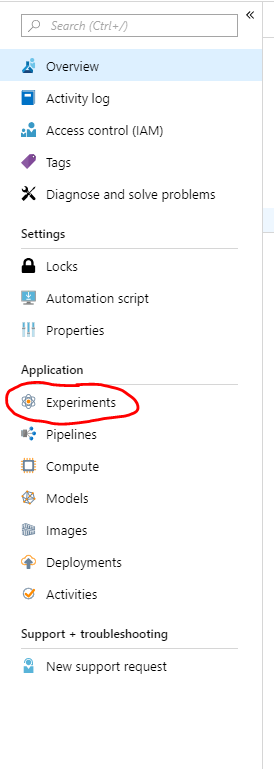 «
Search (Ctrl+/)
Overview
Activity log
Access control (IAM)
Tags
Diagnose and solve problems
Settings
Locks
Automation script
Properties
Application
Experiments
Pipelines
Compute
Models
Images
Deployments
Activities
Support + troubleshooting
New support request